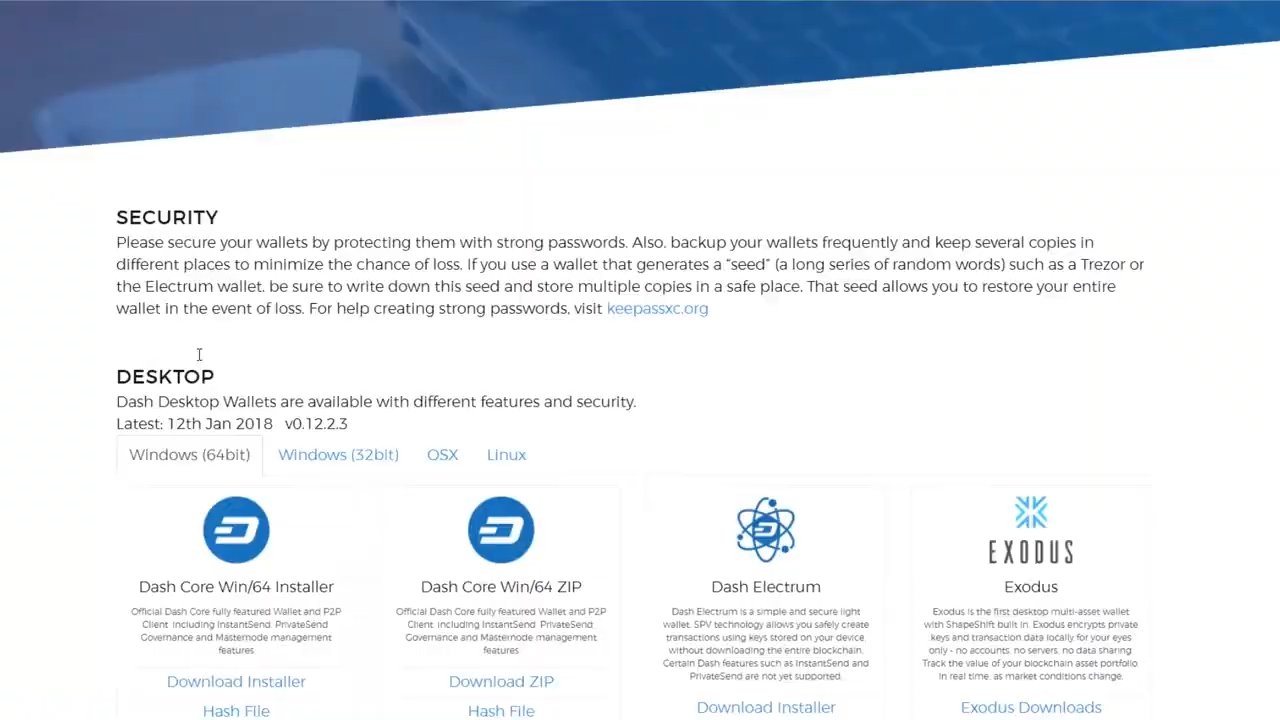 SECURITY
Please secure your wallets by protecting them with strong passwords. Also. backup your wallets frequently and keep several copies in
different places to minimize the chance of loss. If you use a wallet that generates a “seed” (a long series of random words) such as a Trezor or
the Electrum wallet. be sure to write down this seed and store multiple copies in a safe place. That seed allows you to restore your entire
wallet in the event of loss. For help creating strong passwords, visit keepassxc.org
DESKTOP
Dash Desktop Wallets are available with different features and security.
Latest: 12th Jan 2018 v0.12.2.3
Windows (64bit) Windows (32bit) OSX Linux
Dash Core Win/64 Installer
Official Dash Core fully featured Wallet and P2P
Client. including InstantSend. PrivateSend
Governance and Masternode management
features
Download Installer
Hash File
Dash Core Win/64 ZIP
Official Dash Core fully featured Wallet and P2P
Client. including InstantSend. PrivateSend
Governance and Masternode management
features
Download ZIP
Hash File
Dash Electrum
Dash Electrum is a simple and secure light
wallet. SPV technology allows you safely create
transactions using keys stored on your device.
without downloading the entire blockchain.
Certain Dash features such as InstantSend and
PrivateSend are not yet supported.
Download Installer
EXODUS
Exodus
Exodus is the first desktop multi-asset wallet
with ShapeShift built in. Exodus encrypts private
keys and transaction data locally for your eyes
only - no accounts. no servers. no data sharing
Track the value of your blockchain asset portfolio
in real time. as market conditions change.
Exodus Downloads